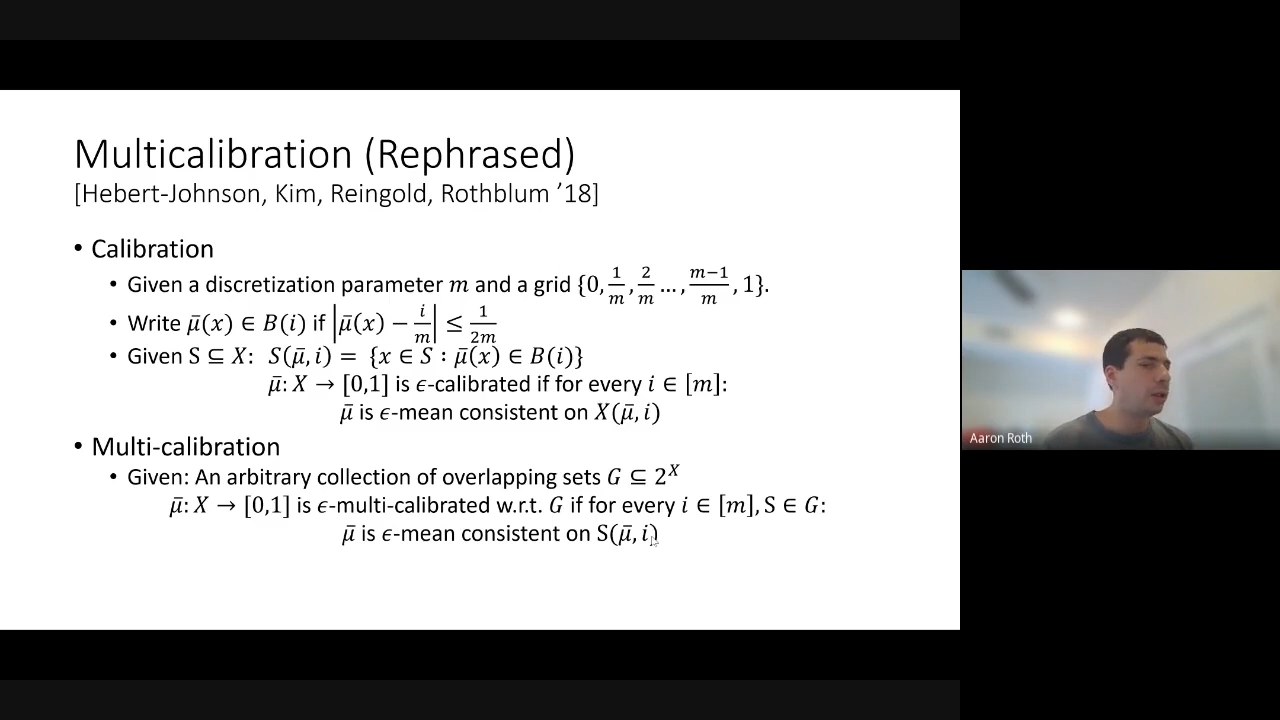 Multicalibration (Rephrased)
[Hebert-Johnson, Kim, Reingold, Rothblum ’18]
• Calibration
• Given a discretization parameter m and a grid {0, 1/m, 2/m …, (m−1)/m, 1}.
• Write μ̄(x) ∈ B(i) if |μ̄(x) − i/m| ≤ 1/2m
• Given S ⊆ X: S(μ̄, i) = {x ∈ S : μ̄(x) ∈ B(i)}
μ̄: X → [0,1] is ϵ-calibrated if for every i ∈ [m]:
μ̄ is ϵ-mean consistent on X(μ̄, i)
• Multi-calibration
• Given: An arbitrary collection of overlapping sets G ⊆ 2^X
μ̄: X → [0,1] is ϵ-multi-calibrated w.r.t. G if for every i ∈ [m], S ∈ G:
μ̄ is ϵ-mean consistent on S(μ̄, i)
Aaron Roth